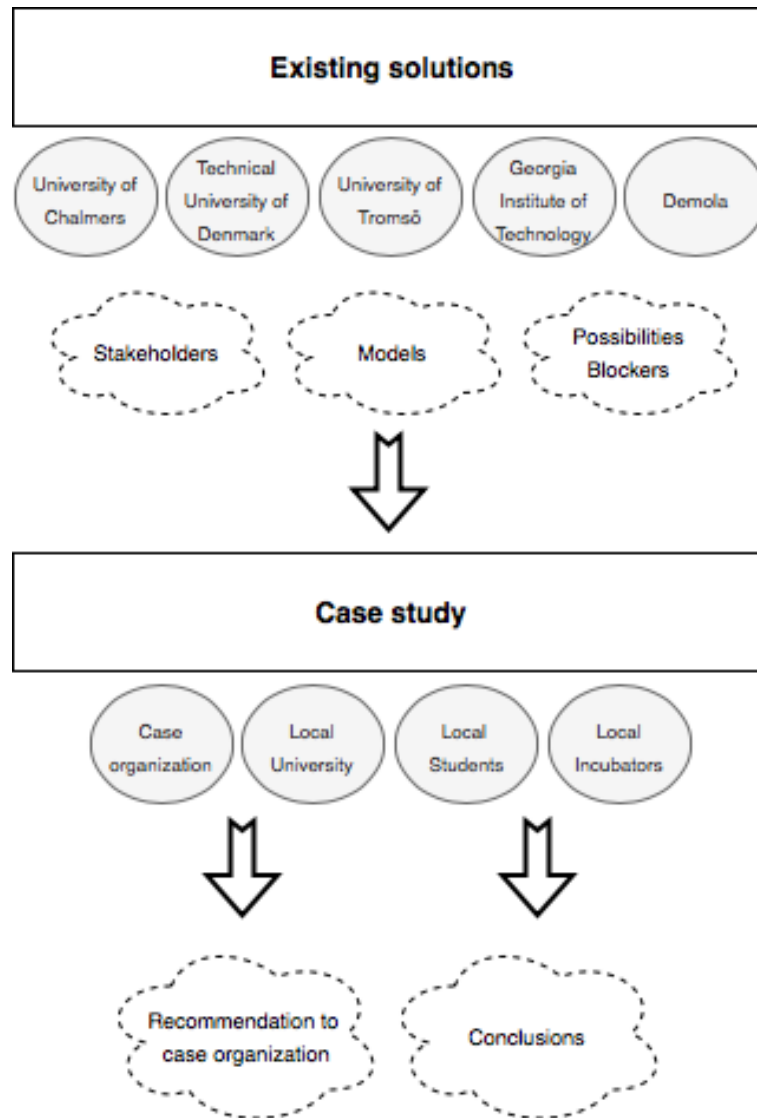 Existing solutions
University of
Chalmers
Technical
University of
Denmark
University of
Tromsö
Georgia
Institute of
Technology
Demola
Stakeholders
Models
Possibilities
Blockers
Case study
Case
organization
Local
University
Local
Students
Local
Incubators
Recommendation to
case organization
Conclusions